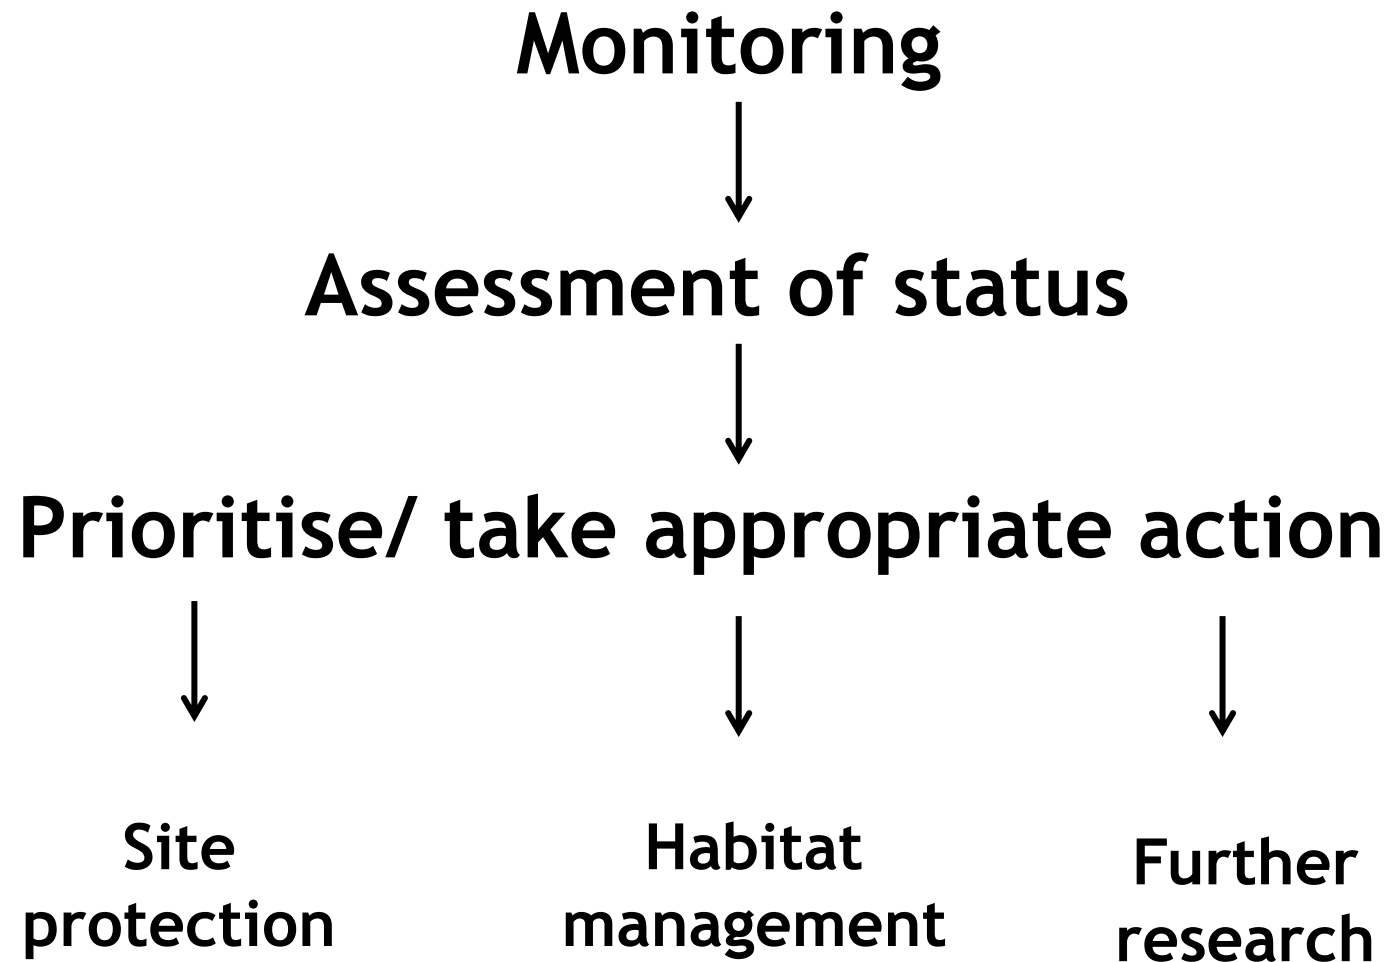 Monitoring
Assessment of status
Prioritise/ take appropriate action
Site
protection
Habitat
management
Further
research